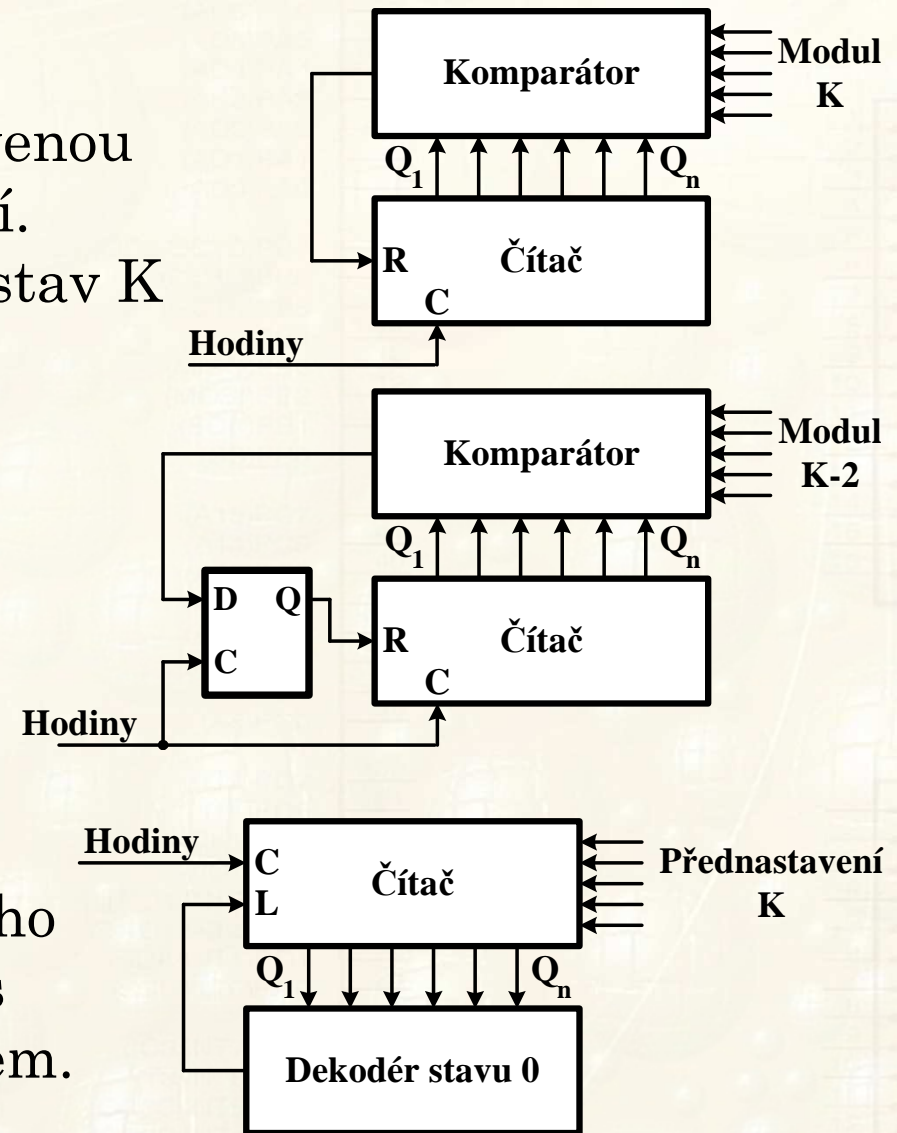 venou
í.
stav K
Komparátor
Modul
K
Q1
Qn
R
Čítač
C
Hodiny
Komparátor
Modul
K-2
Q1
Qn
D
Q
C
R
Čítač
C
Hodiny
Hodiny
C
Čítač
L
Přednastavení
K
Q1
Qn
Dekodér stavu 0
ho
s
em.